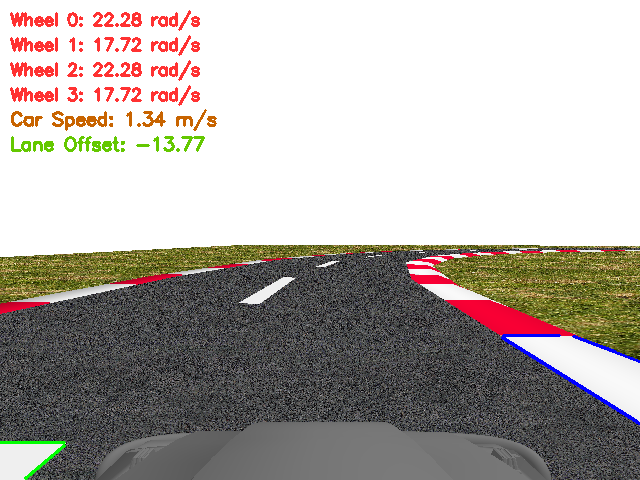 Wheel 0: 22.28 rad/s
Wheel 1: 17.72 rad/s
Wheel 2: 22.28 rad/s
Wheel 3: 17.72 rad/s
Car Speed: 1.34 m/s
Lane Offset: -13.77